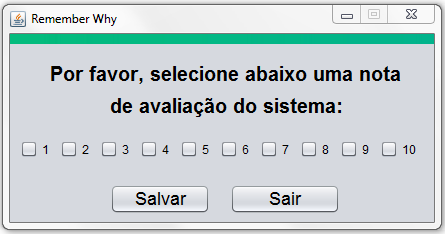 Remember Why
Por favor, selecione abaixo uma nota
de avaliação do sistema:
1 2 3 4 5 6 7 8 9 10
Salvar Sair